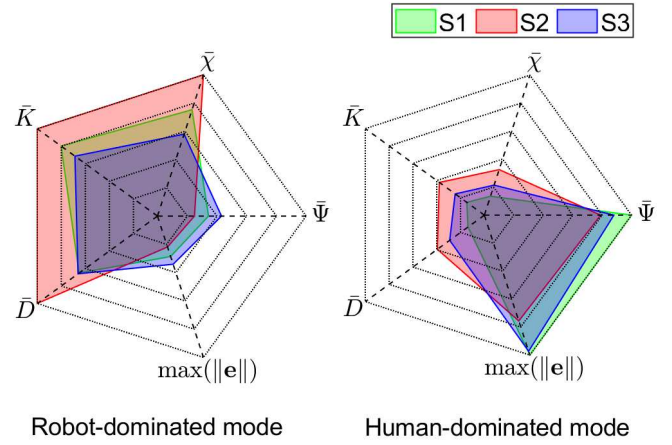 S1 S2 S3
χ̄ χ̄
K̄ K̄
Ψ̄ Ψ̄
D̄ D̄
max(‖e‖) max(‖e‖)
Robot-dominated mode Human-dominated mode